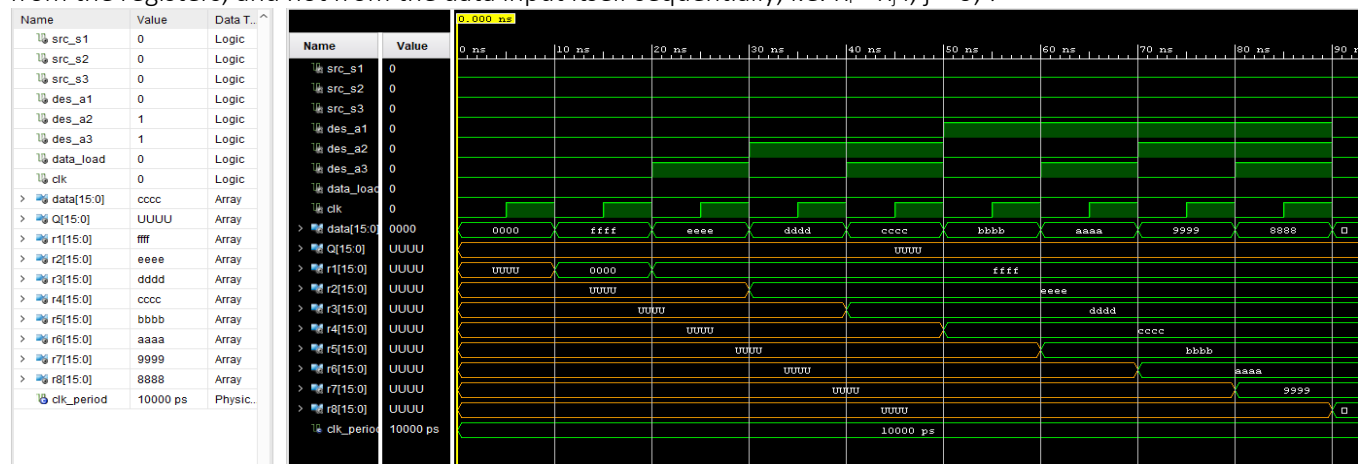 Name Value Data T..
src_s1 0 Logic
src_s2 0 Logic
src_s3 0 Logic
des_a1 0 Logic
des_a2 1 Logic
des_a3 1 Logic
data_load 0 Logic
clk 0 Logic
data[15:0] cccc Array
Q[15:0] UUUU Array
r1[15:0] ffff Array
r2[15:0] eeee Array
r3[15:0] dddd Array
r4[15:0] cccc Array
r5[15:0] bbbb Array
r6[15:0] aaaa Array
r7[15:0] 9999 Array
r8[15:0] 8888 Array
clk_period 10000 ps Physic..
0.000 ns
Name Value 0 ns 10 ns 20 ns 30 ns 40 ns 50 ns 60 ns 70 ns 80 ns 90
src_s1 0
src_s2 0
src_s3 0
des_a1 0
des_a2 0
des_a3 0
data_load 0
clk 0
data[15:0] 0000 0000 ffff eeee dddd cccc bbbb aaaa 9999 8888
Q[15:0] UUUU UUUU
r1[15:0] UUUU UUUU 0000 ffff
r2[15:0] UUUU UUUU eeee
r3[15:0] UUUU UUUU dddd
r4[15:0] UUUU UUUU cccc
r5[15:0] UUUU UUUU bbbb
r6[15:0] UUUU UUUU aaaa
r7[15:0] UUUU UUUU 9999
r8[15:0] UUUU UUUU
clk_perioc 10000 ps 10000 ps